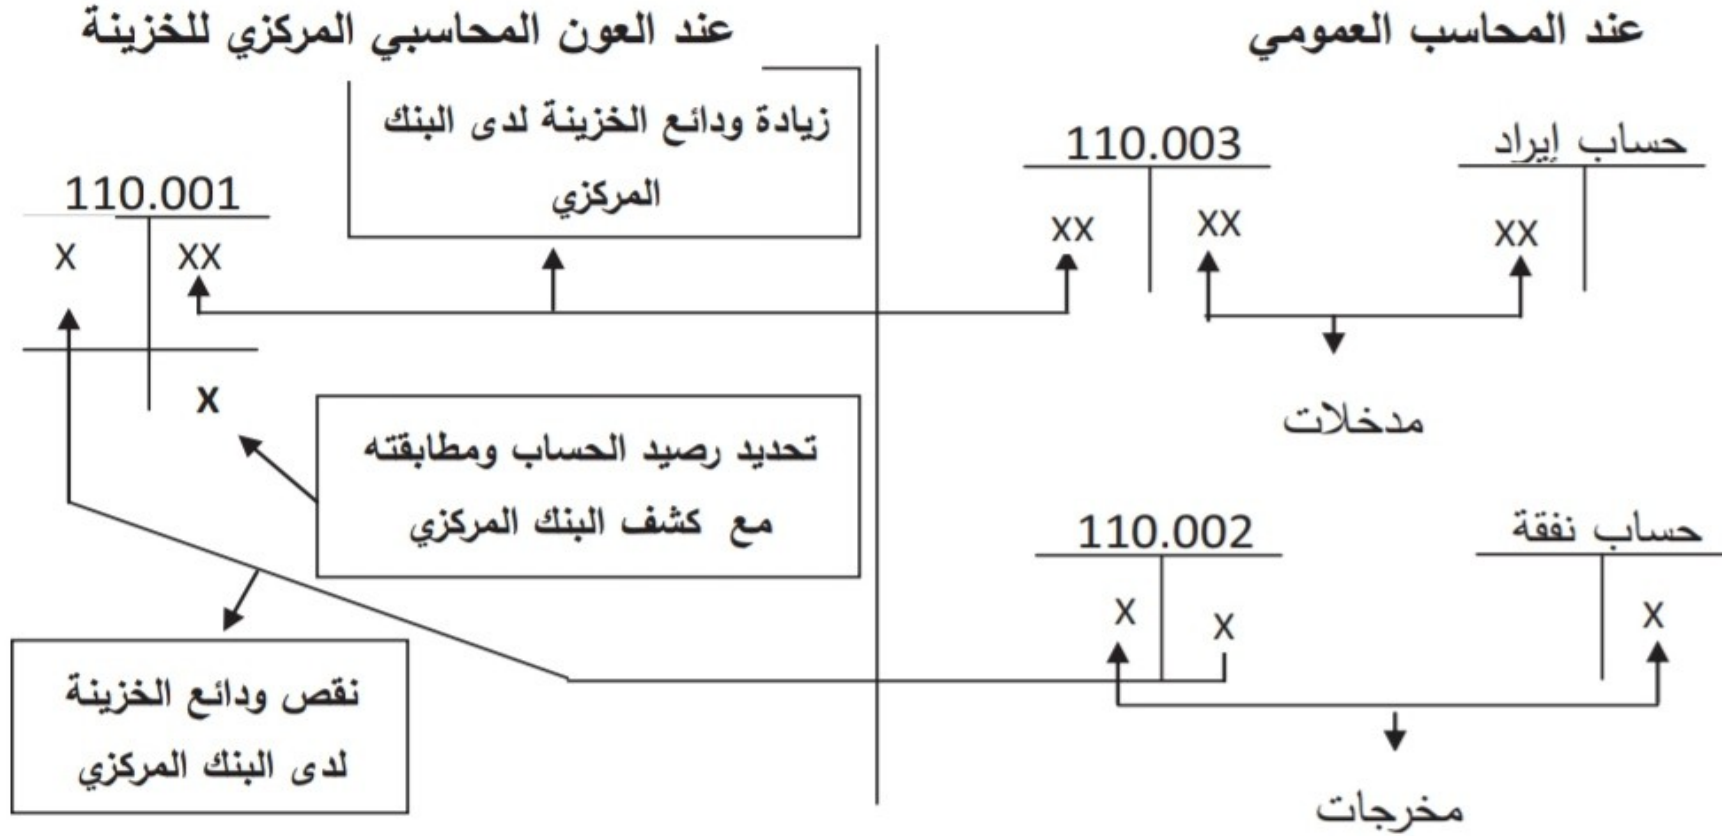 عند المحاسب العمومي
عند العون المحاسبي المركزي للخزينة
حساب إيراد
110.003
xx
xx
xx
مدخلات
زيادة ودائع الخزينة لدى البنك
المركزي
110.001
xx
x
x
تحديد رصيد الحساب ومطابقته
مع كشف البنك المركزي
حساب نفقة
110.002
x
x
x
مخرجات
نقص ودائع الخزينة
لدى البنك المركزي